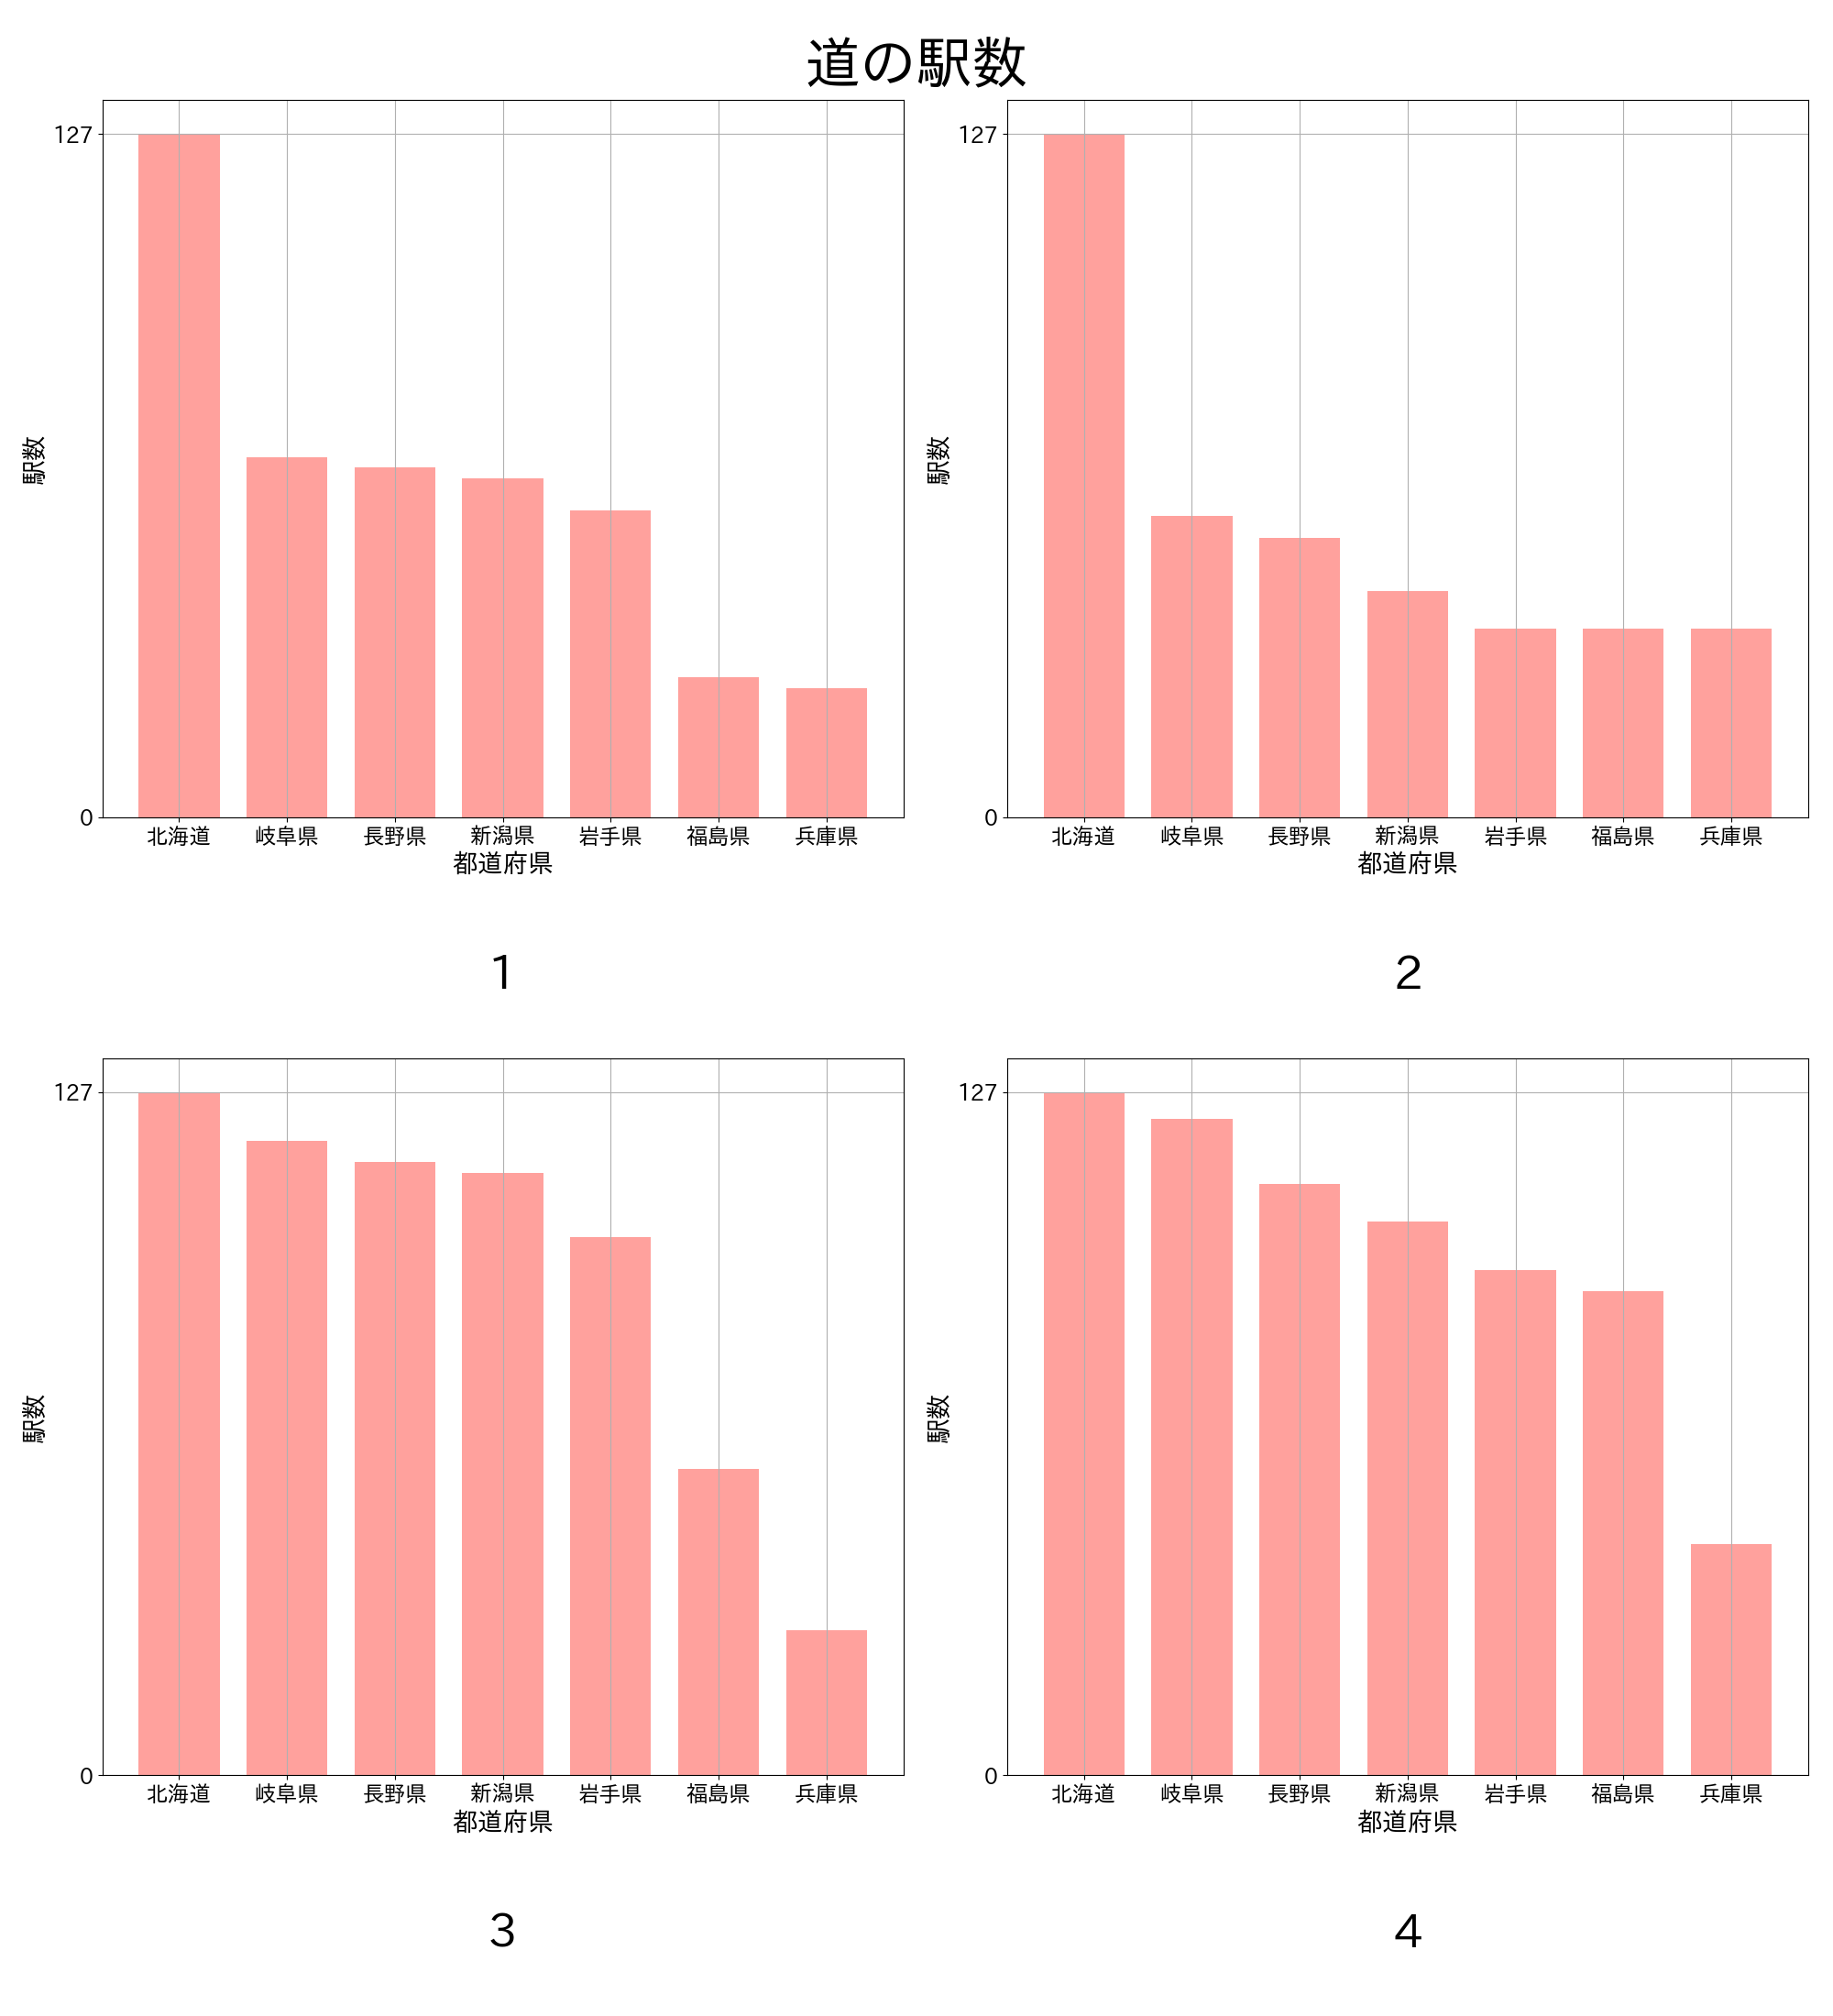 道の駅数
127
0
駅数
北海道 岐阜県 長野県 新潟県 岩手県 福島県 兵庫県
都道府県
1
127
0
駅数
北海道 岐阜県 長野県 新潟県 岩手県 福島県 兵庫県
都道府県
2
127
0
駅数
北海道 岐阜県 長野県 新潟県 岩手県 福島県 兵庫県
都道府県
3
127
0
駅数
北海道 岐阜県 長野県 新潟県 岩手県 福島県 兵庫県
都道府県
4